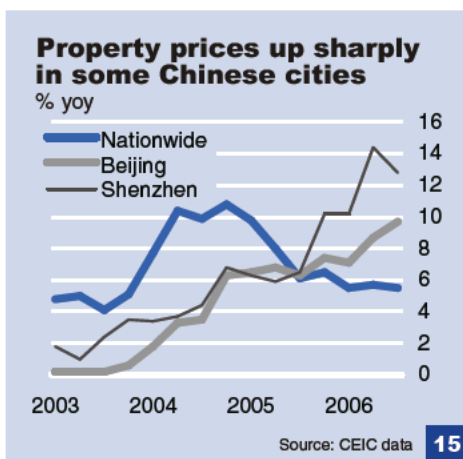 Property prices up sharply
in some Chinese cities
% yoy
Nationwide
Beijing
Shenzhen
16
14
12
10
8
6
4
2
0
2003 2004 2005 2006
Source: CEIC data 15